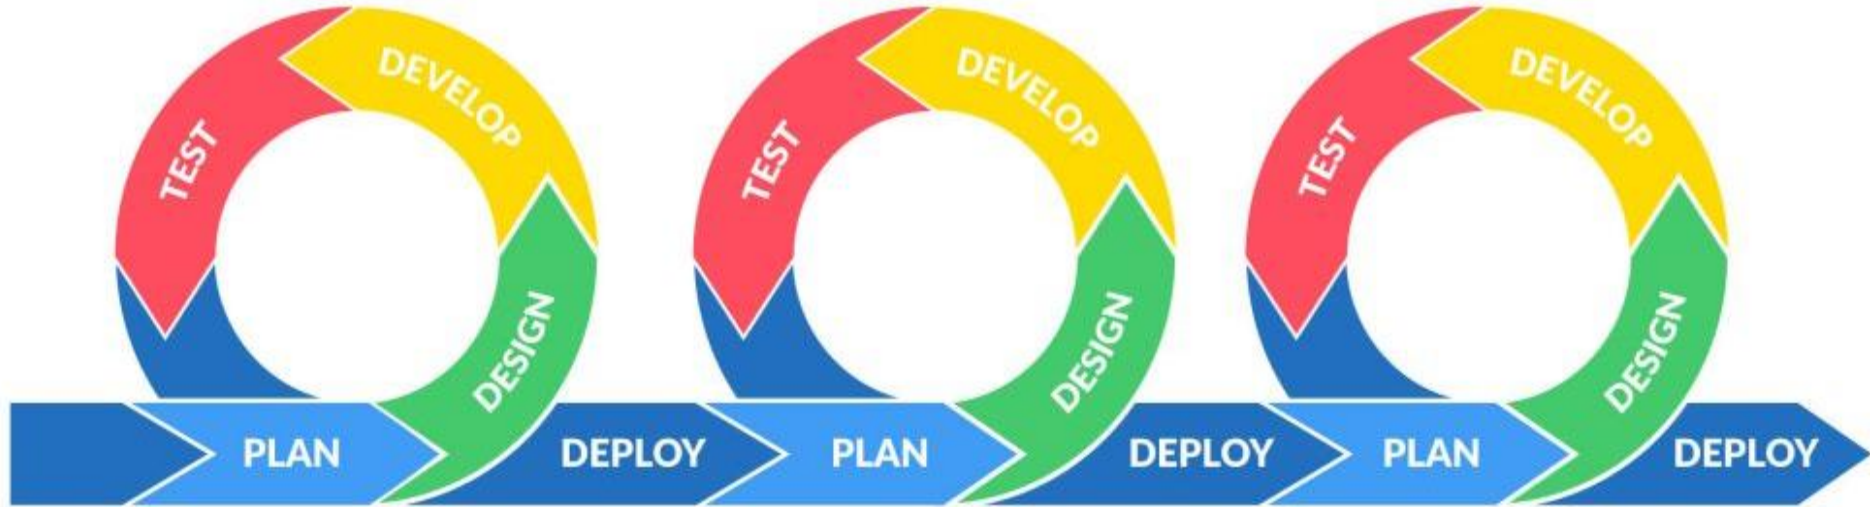 DEVELOP
TEST
DESIGN
PLAN
DEPLOY
DEVELOP
TEST
DESIGN
PLAN
DEPLOY
DEVELOP
TEST
DESIGN
PLAN
DEPLOY